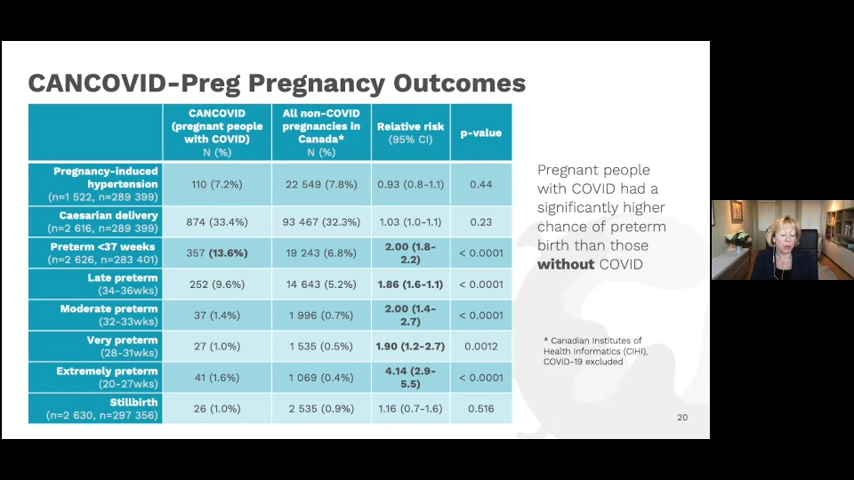 CANCOVID-Preg Pregnancy Outcomes
CANCOVID
(pregnant people
with COVID)
N (%)
All non-COVID
pregnancies in
Canada*
N (%)
Relative risk
(95% CI)
p-value
Pregnancy-induced
hypertension
(n=1 522, n=289 399)
110 (7.2%)
22 549 (7.8%)
0.93 (0.8-1.1)
0.44
Caesarian delivery
(n=2 616, n=289 399)
874 (33.4%)
93 467 (32.3%)
1.03 (1.0-1.1)
0.23
Preterm <37 weeks
(n=2 626, n=283 401)
357 (13.6%)
19 243 (6.8%)
2.00 (1.8-
2.2)
< 0.0001
Late preterm
(34-36wks)
252 (9.6%)
14 643 (5.2%)
1.86 (1.6-1.1)
< 0.0001
Moderate preterm
(32-33wks)
37 (1.4%)
1 996 (0.7%)
2.00 (1.4-
2.7)
< 0.0001
Very preterm
(28-31wks)
27 (1.0%)
1 535 (0.5%)
1.90 (1.2-2.7)
0.0012
Extremely preterm
(20-27wks)
41 (1.6%)
1 069 (0.4%)
4.14 (2.9-
5.5)
< 0.0001
Stillbirth
(n=2 630, n=297 356)
26 (1.0%)
2 535 (0.9%)
1.16 (0.7-1.6)
0.516
Pregnant people
with COVID had a
significantly higher
chance of preterm
birth than those
without COVID
* Canadian Institutes of
Health Informatics (CIHI),
COVID-19 excluded
20